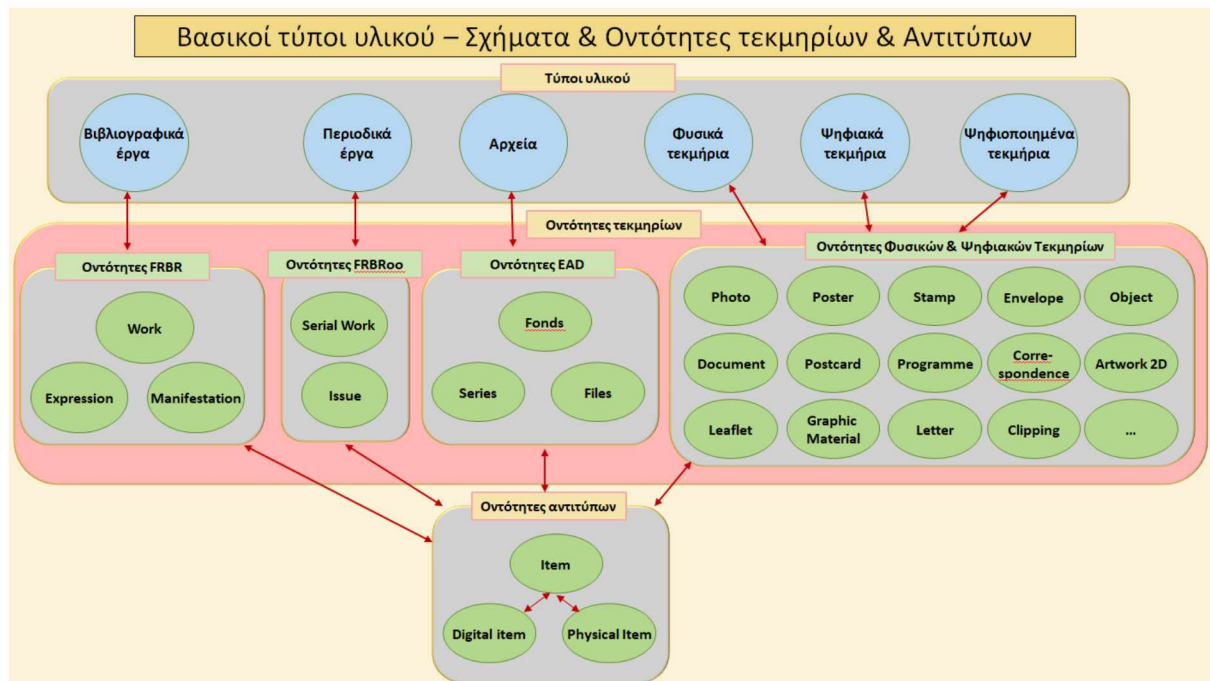 Βασικοί τύποι υλικού – Σχήματα & Οντότητες τεκμηρίων & Αντιτύπων
Τύποι υλικού
Βιβλιογραφικά
έργα
Περιοδικά
έργα
Αρχεία
Φυσικά
τεκμήρια
Ψηφιακά
τεκμήρια
Ψηφιοποιημένα
τεκμήρια
Οντότητες τεκμηρίων
Οντότητες FRBR
Work
Expression
Manifestation
Οντότητες FRBRoo
Serial Work
Issue
Οντότητες EAD
Fonds
Series
Files
Οντότητες Φυσικών & Ψηφιακών Τεκμηρίων
Photo
Poster
Stamp
Envelope
Object
Document
Postcard
Programme
Corre-
spondence
Artwork 2D
Leaflet
Graphic
Material
Letter
Clipping
...
Οντότητες αντιτύπων
Item
Digital item
Physical Item